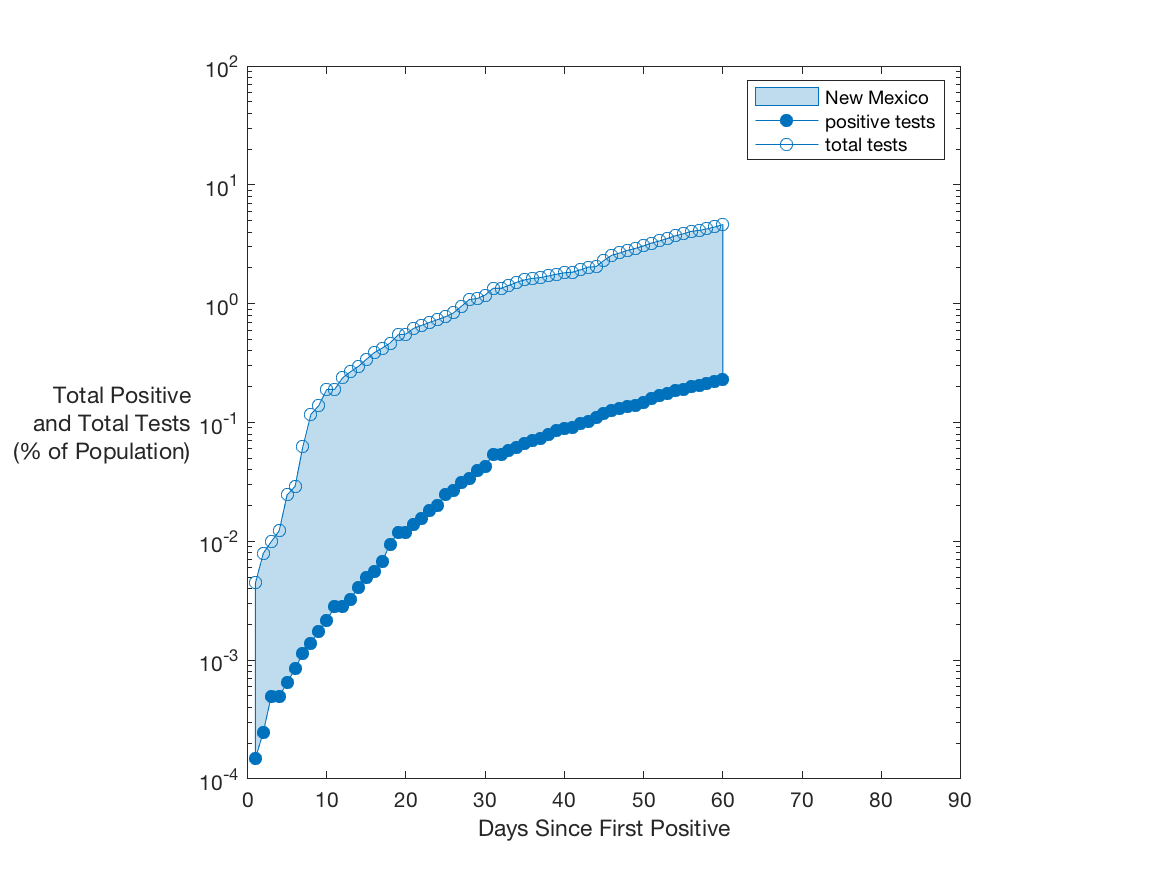 10^2
10^1
10^0
10^-1
10^-2
10^-3
10^-4
Total Positive
and Total Tests
(% of Population)
New Mexico
positive tests
total tests
0 10 20 30 40 50 60 70 80 90
Days Since First Positive